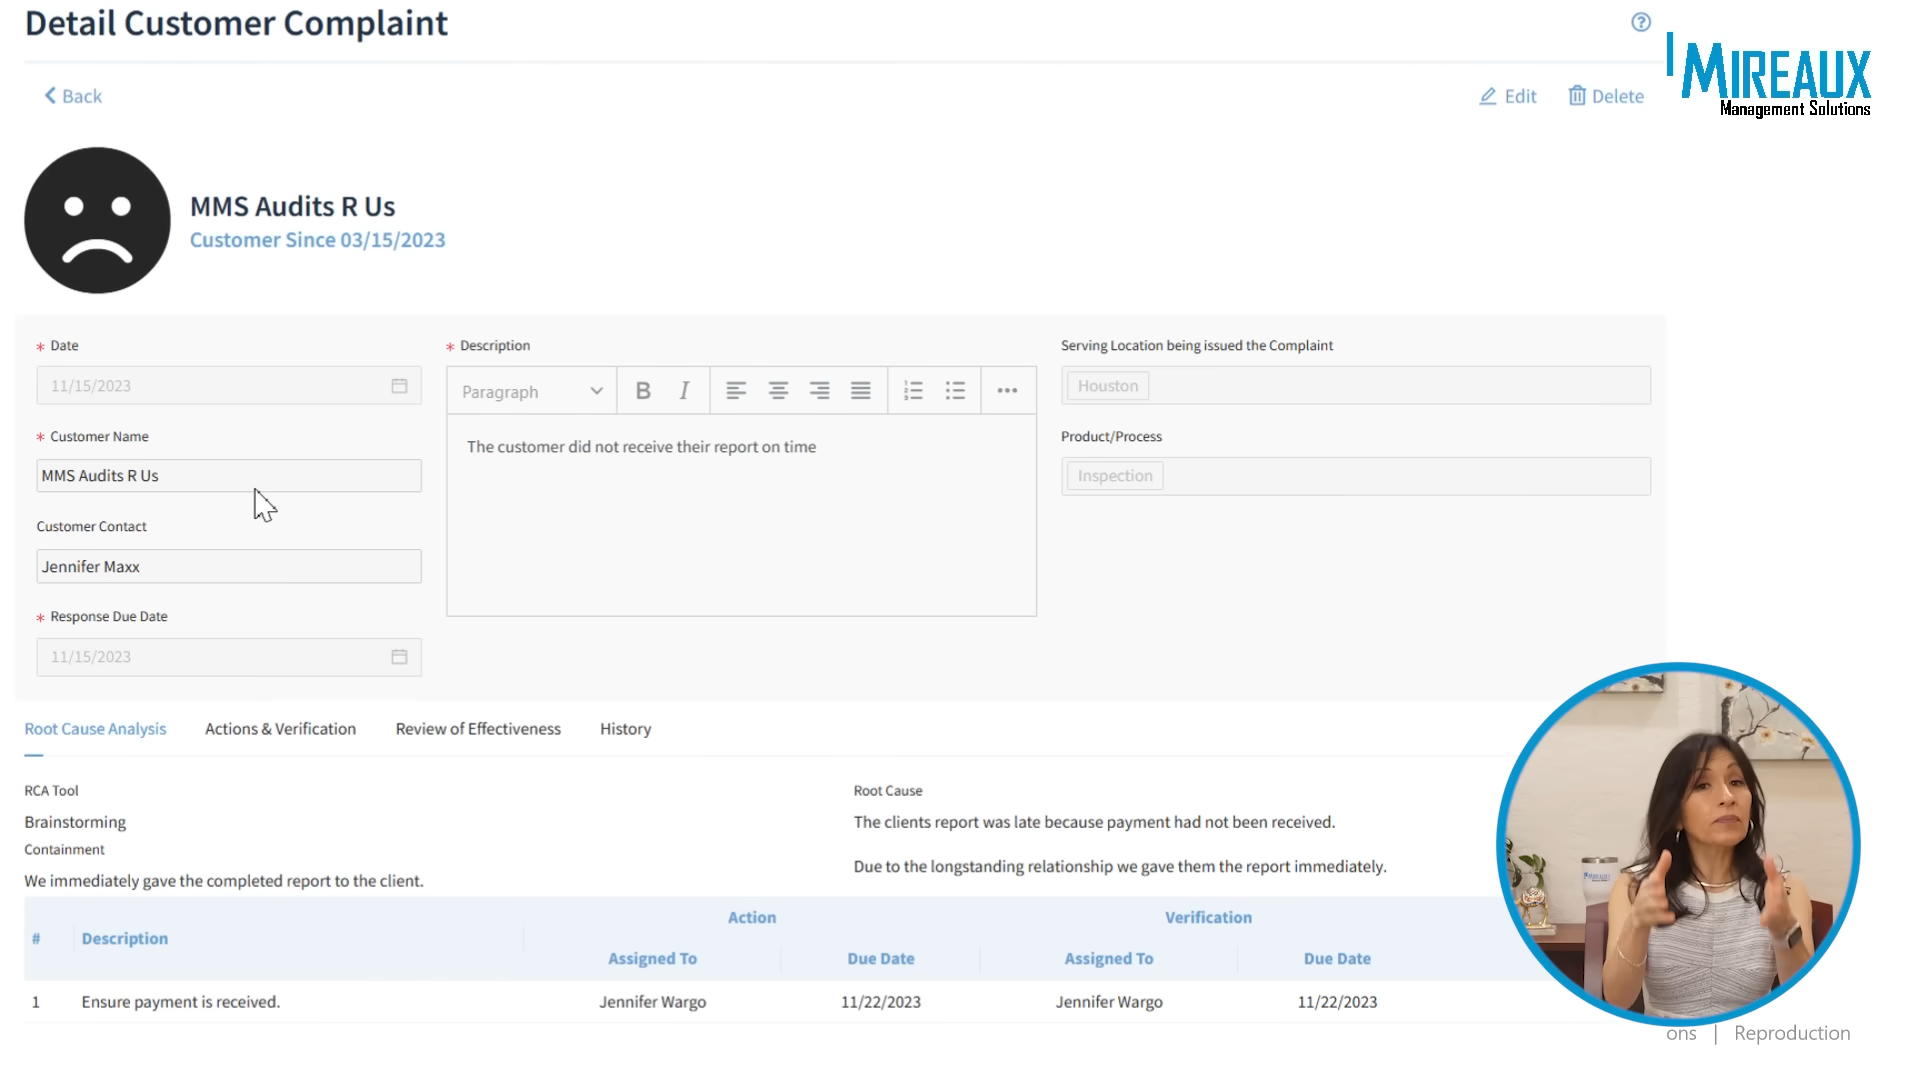 Detail Customer Complaint
MIREAUX
Management Solutions
Back
Edit
Delete
MMS Audits R Us
Customer Since 03/15/2023
* Date
11/15/2023
* Customer Name
MMS Audits R Us
Customer Contact
Jennifer Maxx
* Response Due Date
11/15/2023
* Description
Paragraph
B I
The customer did not receive their report on time
Serving Location being issued the Complaint
Houston
Product/Process
Inspection
Root Cause Analysis Actions & Verification Review of Effectiveness History
RCA Tool
Brainstorming
Containment
We immediately gave the completed report to the client.
Root Cause
The clients report was late because payment had not been received.
Due to the longstanding relationship we gave them the report immediately.
Action Verification
# Description
Assigned To Due Date Assigned To Due Date
1 Ensure payment is received. Jennifer Wargo 11/22/2023 Jennifer Wargo 11/22/2023
ons | Reproduction